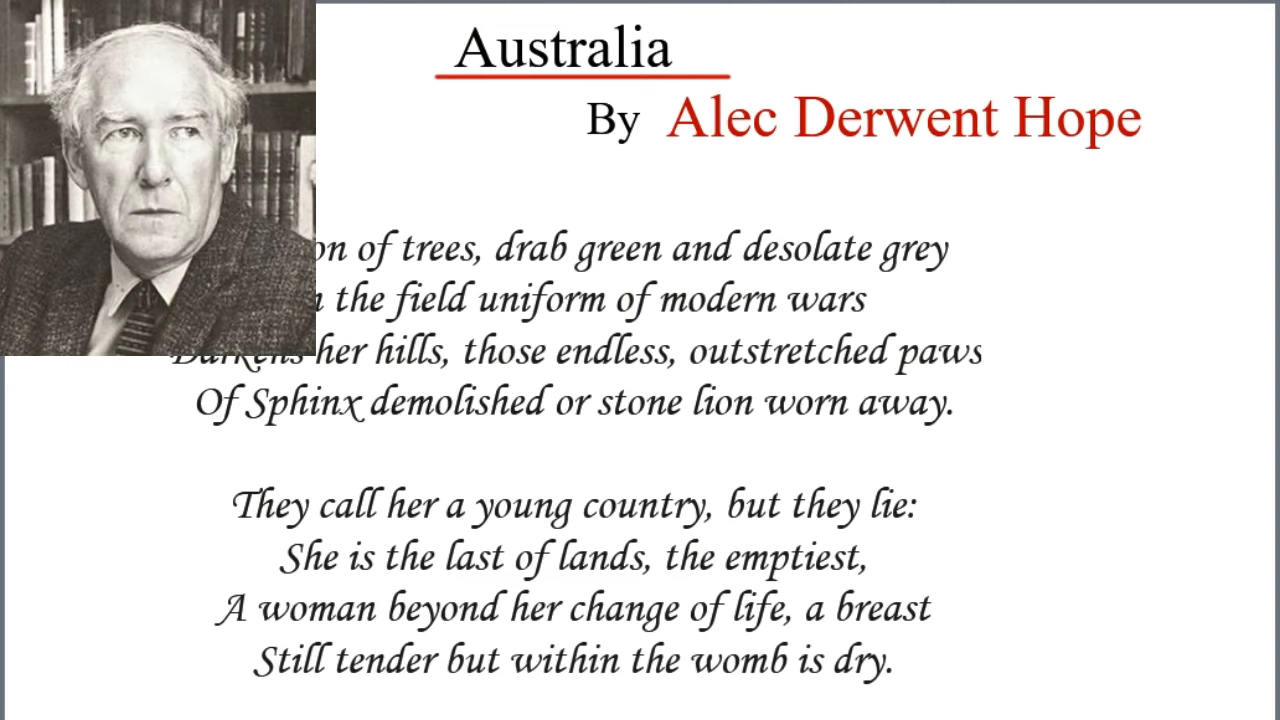 Australia
By Alec Derwent Hope
of trees, drab green and desolate grey
the field uniform of modern wars
Darkens her hills, those endless, outstretched paws
Of Sphinx demolished or stone lion worn away.
They call her a young country, but they lie:
She is the last of lands, the emptiest,
A woman beyond her change of life, a breast
Still tender but within the womb is dry.